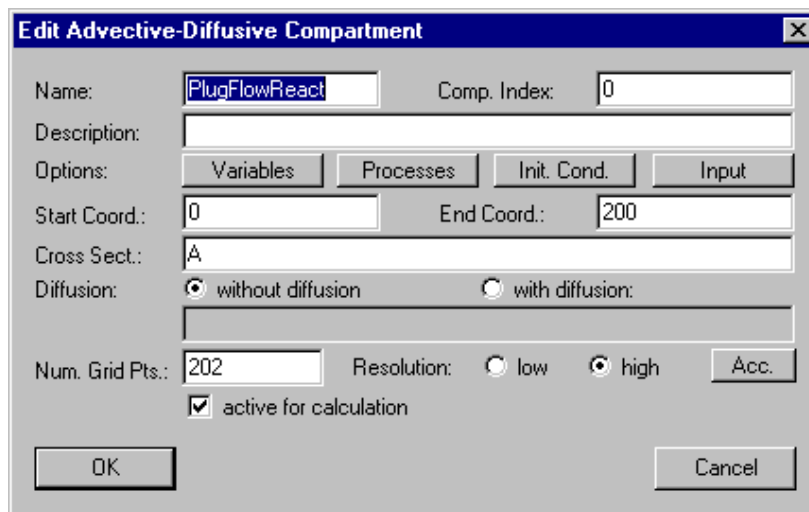 Edit Advective-Diffusive Compartment
Name: PlugFlowReact Comp. Index: 0
Description:
Options: Variables Processes Init. Cond. Input
Start Coord.: 0 End Coord.: 200
Cross Sect.: A
Diffusion: without diffusion with diffusion:
Num. Grid Pts.: 202 Resolution: low high Acc.
active for calculation
OK Cancel